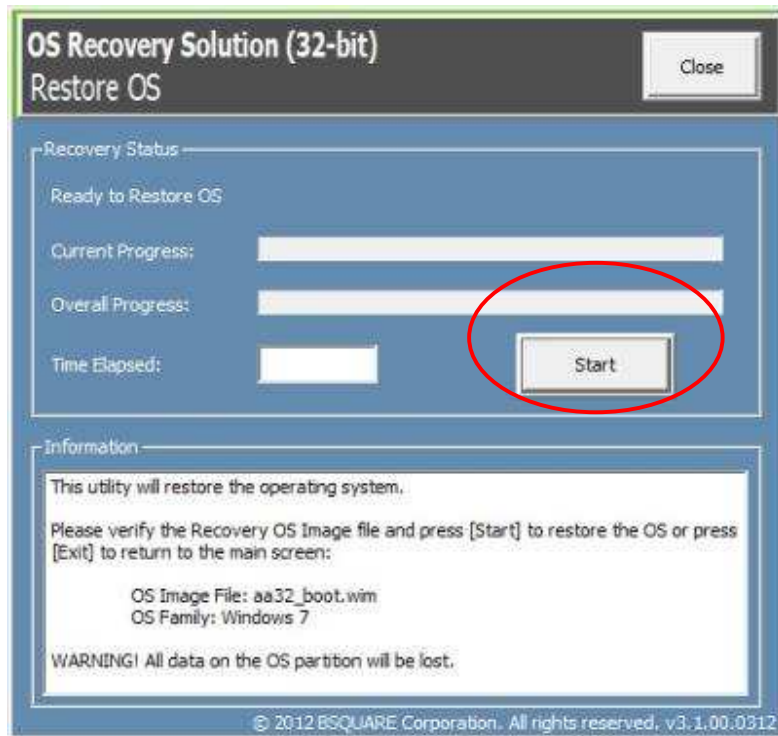 OS Recovery Solution (32-bit)
Restore OS
Close
Recovery Status
Ready to Restore OS
Current Progress:
Overall Progress:
Time Elapsed:
Start
Information
This utility will restore the operating system.
Please verify the Recovery OS Image file and press [Start] to restore the OS or press
[Exit] to return to the main screen:
OS Image File: aa32_boot.wim
OS Family: Windows 7
WARNING! All data on the OS partition will be lost.
© 2012 BSQUARE Corporation. All rights reserved. v3.1.00.0312